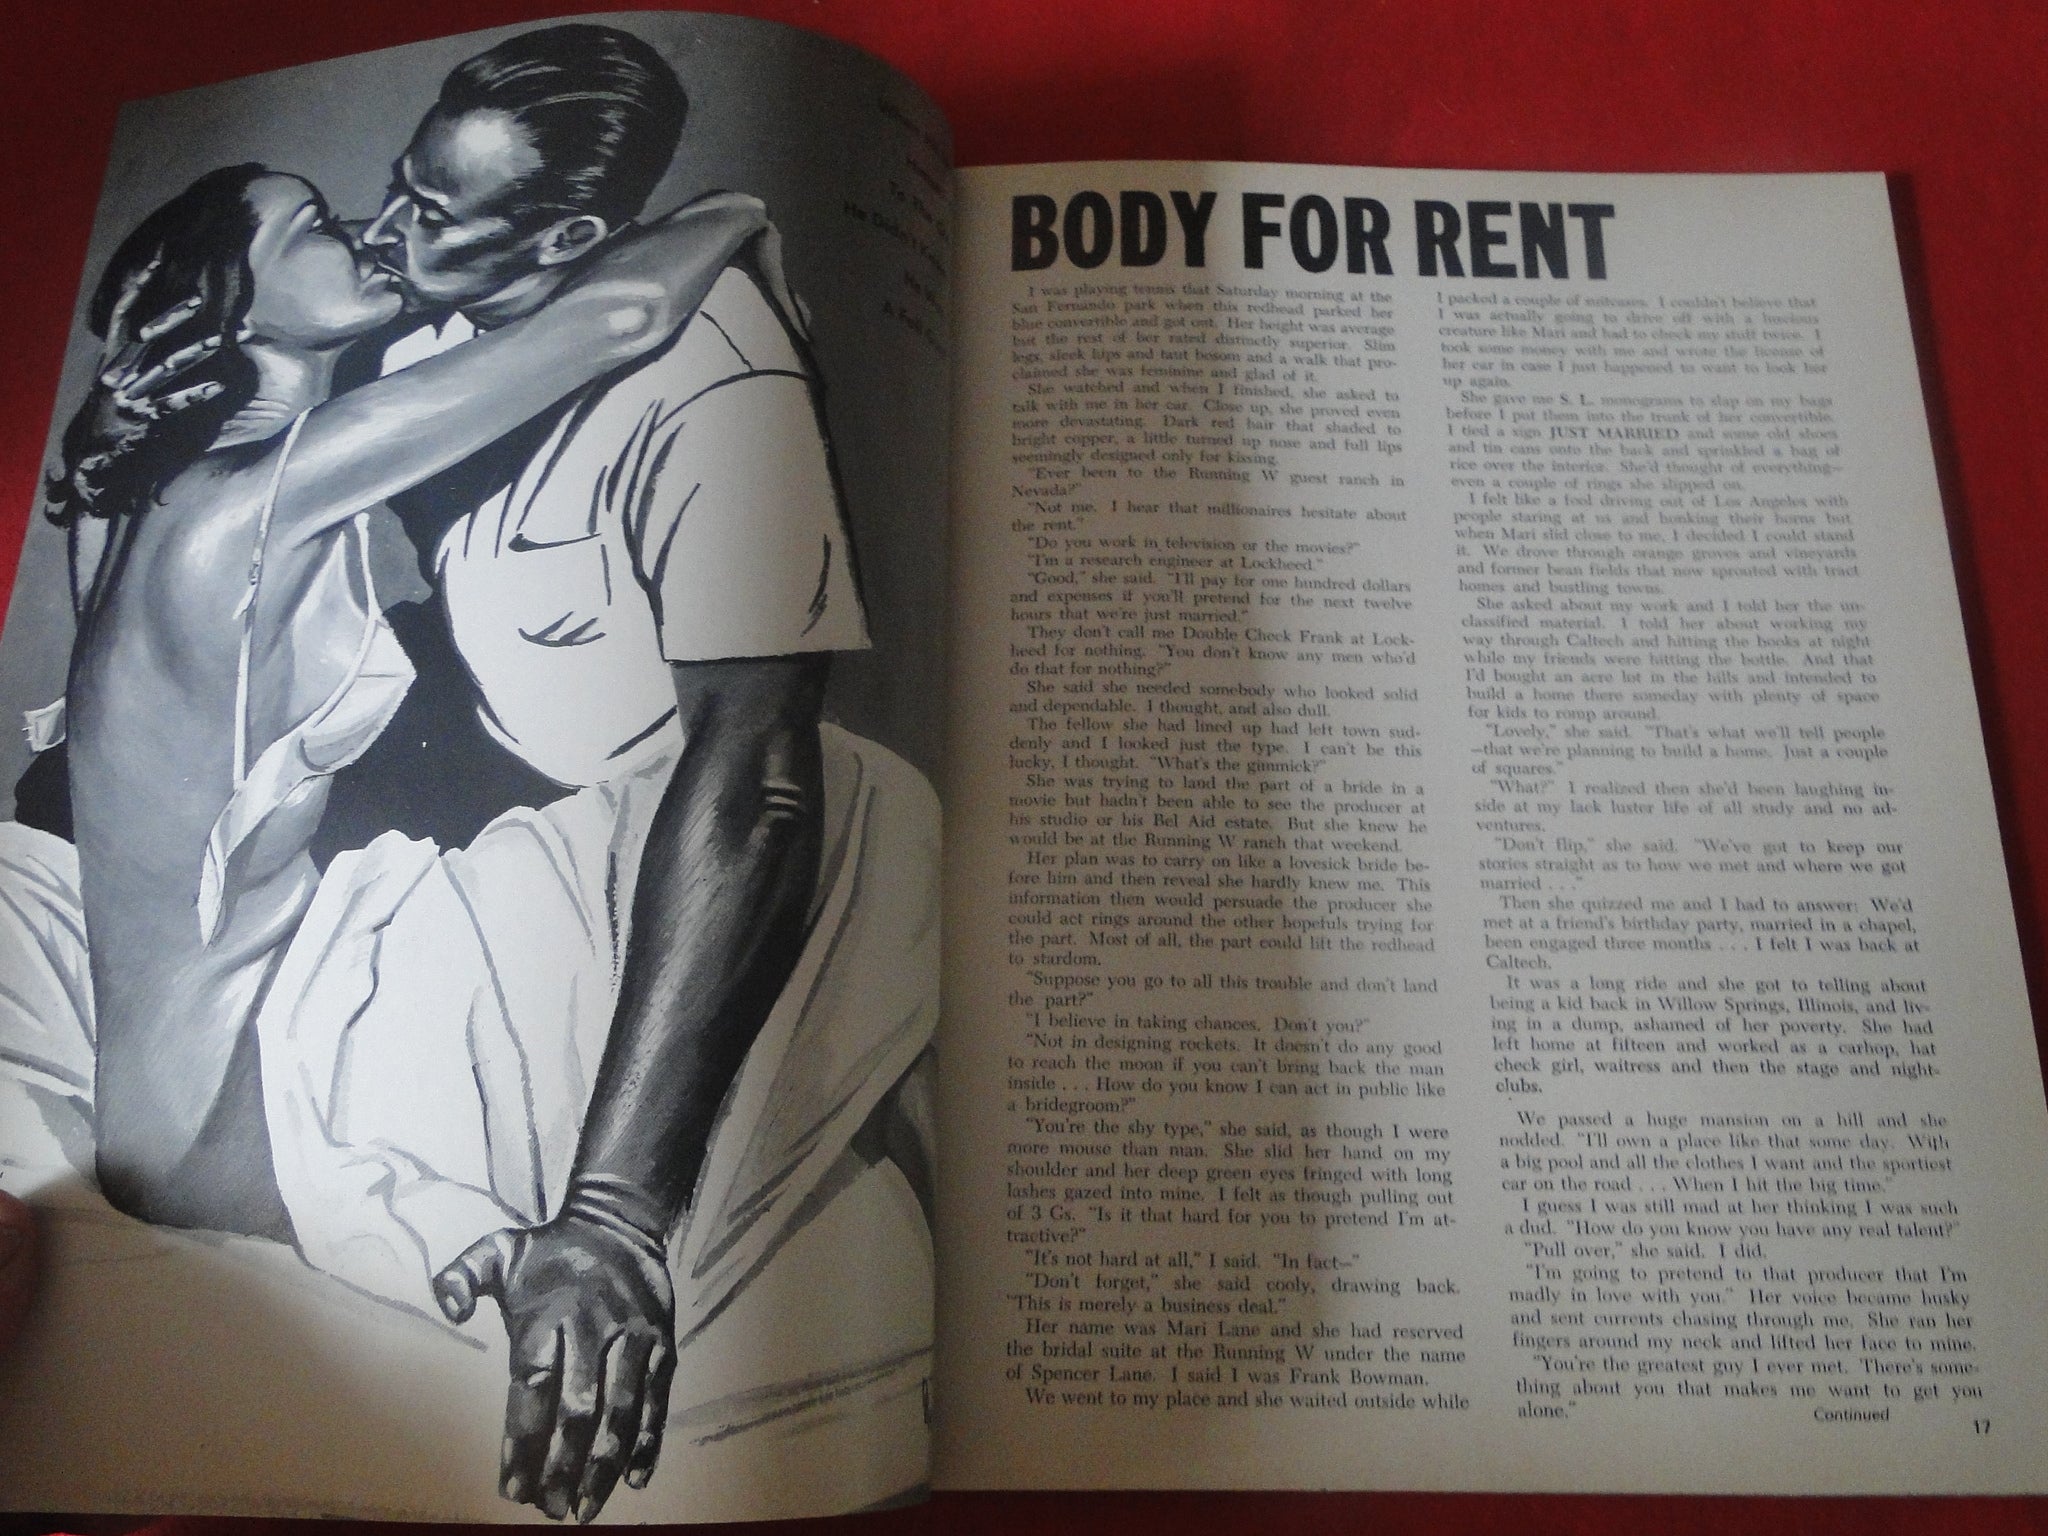 To The
He Didn't
A
BODY FOR RENT
I was playing tennis that Saturday morning at the
San Fernando park when this redhead parked her
blue convertible and got out. Her height was average
but the rest of her rated distinctly superior. Slim
legs, sleek hips and taut bosom and a walk that pro-
claimed she was feminine and glad of it.
She watched and when I finished, she asked to
talk with me in her car. Close up, she proved even
more devastating. Dark red hair that shaded to
bright copper, a little turned up nose and full lips
seemingly designed only for kissing.
"Ever been to the Running W guest ranch in
Nevada?"
"Not me. I hear that millionaires hesitate about
the rent."
"Do you work in television or the movies?"
"I'm a research engineer at Lockheed."
"Good," she said. "I'll pay for one hundred dollars
and expenses if you'll pretend for the next twelve
hours that we're just married."
They don't call me Double Check Frank at Lock-
heed for nothing. "You don't know any men who'd
do that for nothing?"
She said she needed somebody who looked solid
and dependable. I thought, and also dull.
The fellow she had lined up had left town sud-
denly and I looked just the type. I can't be this
lucky, I thought. "What's the gimmick?"
She was trying to land the part of a bride in a
movie but hadn't been able to see the producer at
his studio or his Bel Aid estate. But she knew he
would be at the Running W ranch that weekend.
Her plan was to carry on like a lovesick bride be-
fore him and then reveal she hardly knew me. This
information then would persuade the producer she
could act rings around the other hopefuls trying for
the part. Most of all, the part could lift the redhead
to stardom.
"Suppose you go to all this trouble and don't land
the part?"
"I believe in taking chances. Don't you?"
"Not in designing rockets. It doesn't do any good
to reach the moon if you can't bring back the man
inside . . . How do you know I can act in public like
a bridegroom?"
"You're the shy type," she said, as though I were
more mouse than man. She slid her hand on my
shoulder and her deep green eyes fringed with long
lashes gazed into mine. I felt as though pulling out
of 3 Gs. "Is it that hard for you to pretend I'm at-
tractive?"
"It's not hard at all," I said. "In fact—"
"Don't forget," she said cooly, drawing back.
"This is merely a business deal."
Her name was Mari Lane and she had reserved
the bridal suite at the Running W under the name
of Spencer Lane. I said I was Frank Bowman.
We went to my place and she waited outside while
I packed a couple of suitcases. I couldn't believe that
I was actually going to drive off with a luscious
creature like Mari and had to check my stuff twice. I
took some money with me and wrote the license of
her car in case I just happened to want to look her
up again.
She gave me S. L. monograms to slap on my bags
before I put them into the trunk of her convertible.
I tied a sign JUST MARRIED and some old shoes
and tin cans onto the back and sprinkled a bag of
rice over the interior. She'd thought of everything—
even a couple of rings she slipped on.
I felt like a fool driving out of Los Angeles with
people staring at us and honking their horns but
when Mari slid close to me, I decided I could stand
it. We drove through orange groves and vineyards
and former bean fields that now sprouted with tract
homes and bustling towns.
She asked about my work and I told her the un-
classified material. I told her about working my
way through Caltech and hitting the books at night
while my friends were hitting the bottle. And that
I'd bought an acre lot in the hills and intended to
build a home there someday with plenty of space
for kids to romp around.
"Lovely," she said. "That's what we'll tell people
—that we're planning to build a home. Just a couple
of squares."
"What?" I realized then she'd been laughing in-
side at my lack luster life of all study and no ad-
ventures.
"Don't flip," she said. "We've got to keep our
stories straight as to how we met and where we got
married . . ."
Then she quizzed me and I had to answer: We'd
met at a friend's birthday party, married in a chapel,
been engaged three months . . . I felt I was back at
Caltech.
It was a long ride and she got to telling about
being a kid back in Willow Springs, Illinois, and liv-
ing in a dump, ashamed of her poverty. She had
left home at fifteen and worked as a carhop, hat
check girl, waitress and then the stage and night-
clubs.
We passed a huge mansion on a hill and she
nodded. "I'll own a place like that some day. With
a big pool and all the clothes I want and the sportiest
car on the road . . . When I hit the big time."
I guess I was still mad at her thinking I was such
a dud. "How do you know you have any real talent?"
"Pull over," she said. I did.
"I'm going to pretend to that producer that I'm
madly in love with you." Her voice became husky
and sent currents chasing through me. She ran her
fingers around my neck and lifted her face to mine.
"You're the greatest guy I ever met. There's some-
thing about you that makes me want to get you
alone."
Continued
17